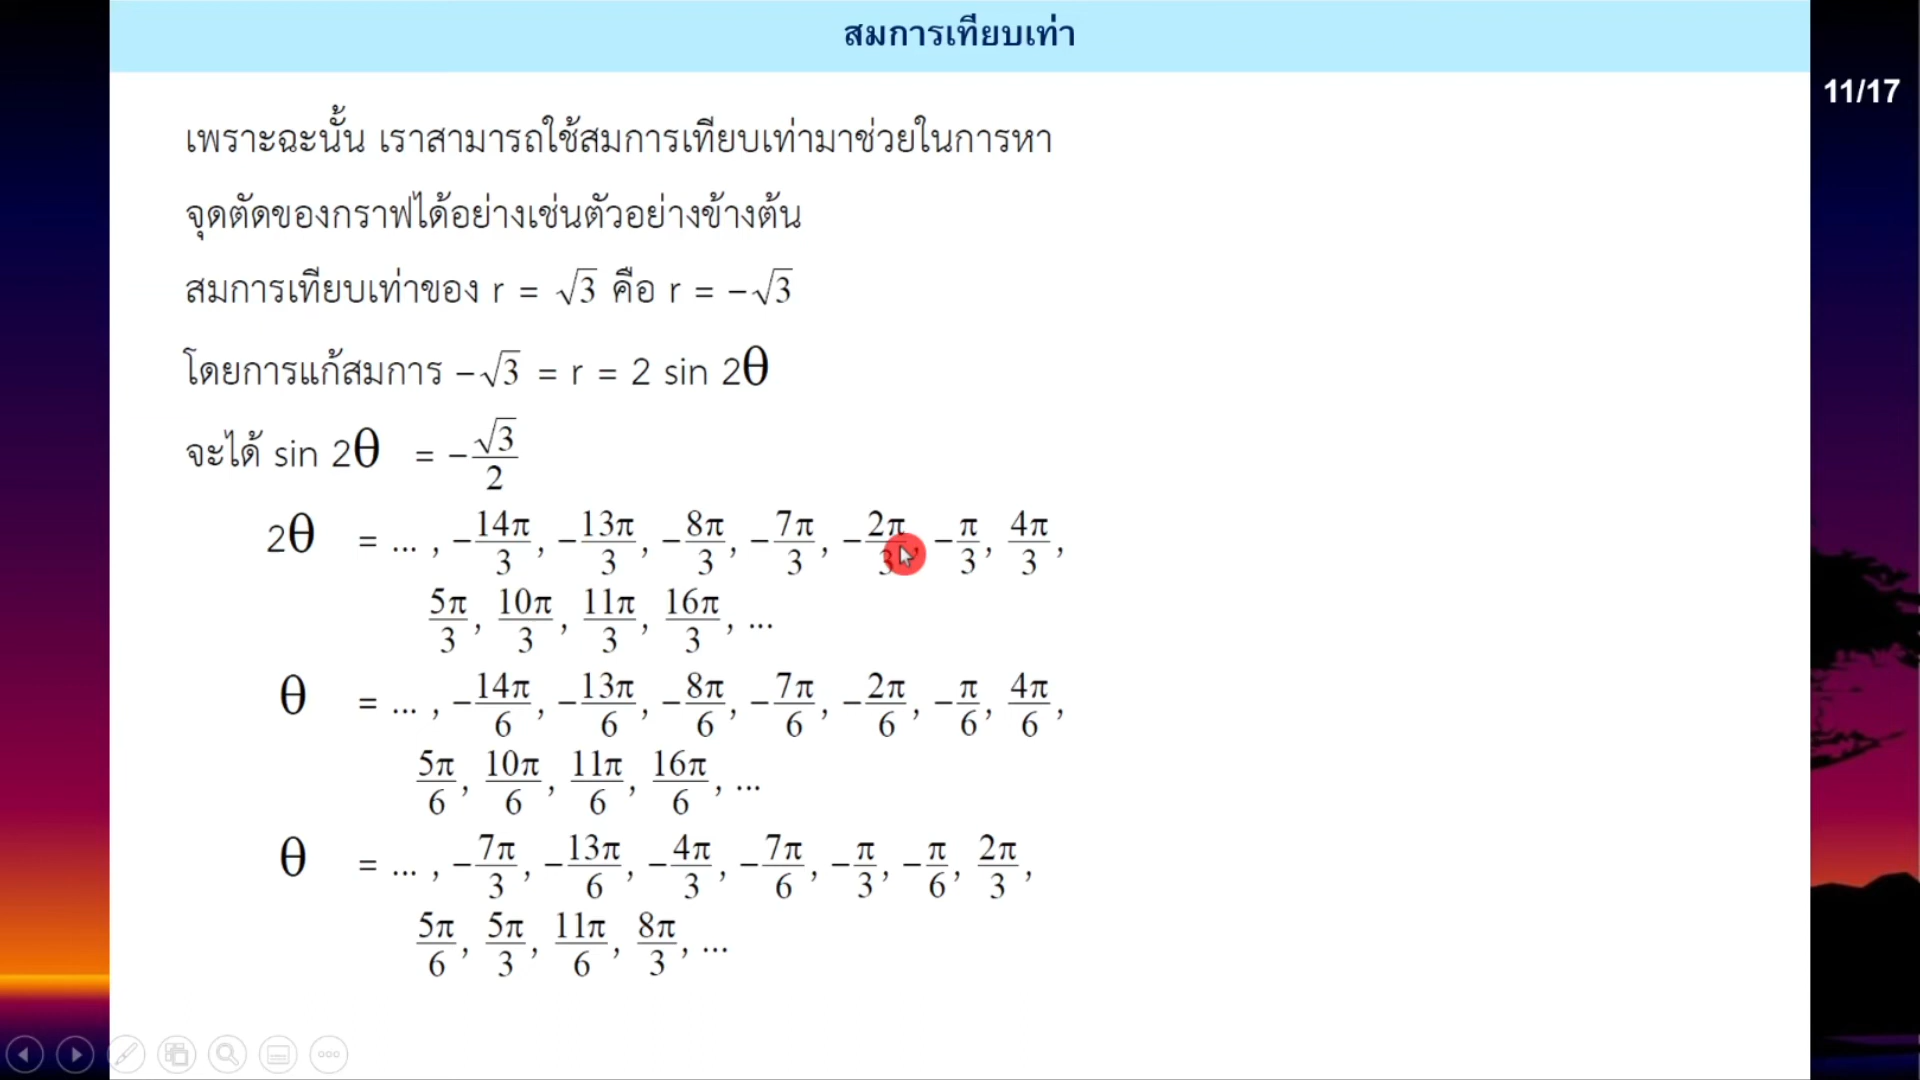 สมการเทียบเท่า
11/17
เพราะฉะนั้น เราสามารถใช้สมการเทียบเท่ามาช่วยในการหา
จุดตัดของกราฟได้อย่างเช่นตัวอย่างข้างต้น
สมการเทียบเท่าของ r = √3 คือ r = −√3
โดยการแก้สมการ −√3 = r = 2 sin 2θ
จะได้ sin 2θ = −√3/2
2θ = ... , −14π/3, −13π/3, −8π/3, −7π/3, −2π/3, −π/3, 4π/3,
5π/3, 10π/3, 11π/3, 16π/3, ...
θ = ... , −14π/6, −13π/6, −8π/6, −7π/6, −2π/6, −π/6, 4π/6,
5π/6, 10π/6, 11π/6, 16π/6, ...
θ = ... , −7π/3, −13π/6, −4π/3, −7π/6, −π/3, −π/6, 2π/3,
5π/6, 5π/3, 11π/6, 8π/3, ...